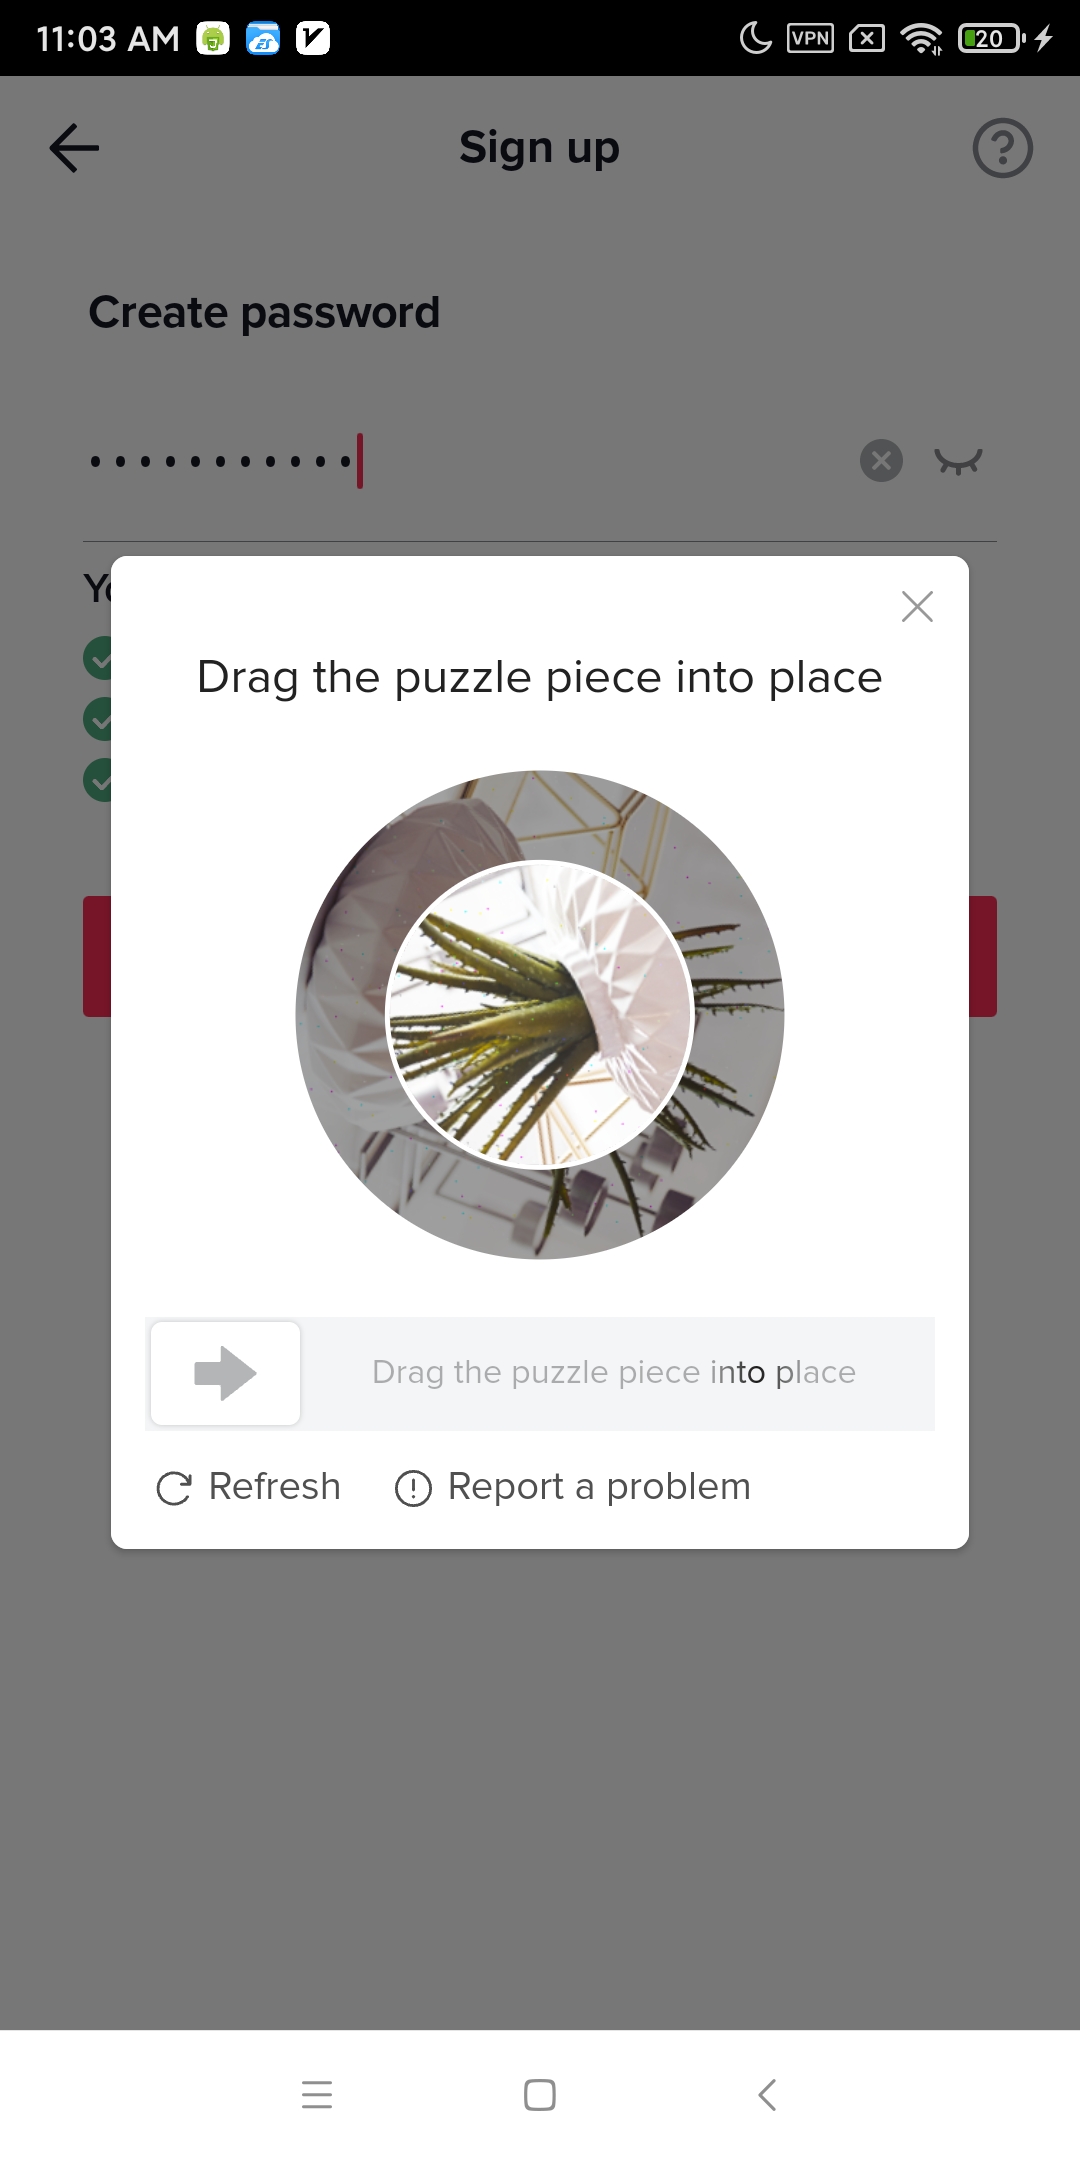 11:03 AM
VPN
20
Sign up
Create password
Yo
Drag the puzzle piece into place
Drag the puzzle piece into place
Refresh
Report a problem